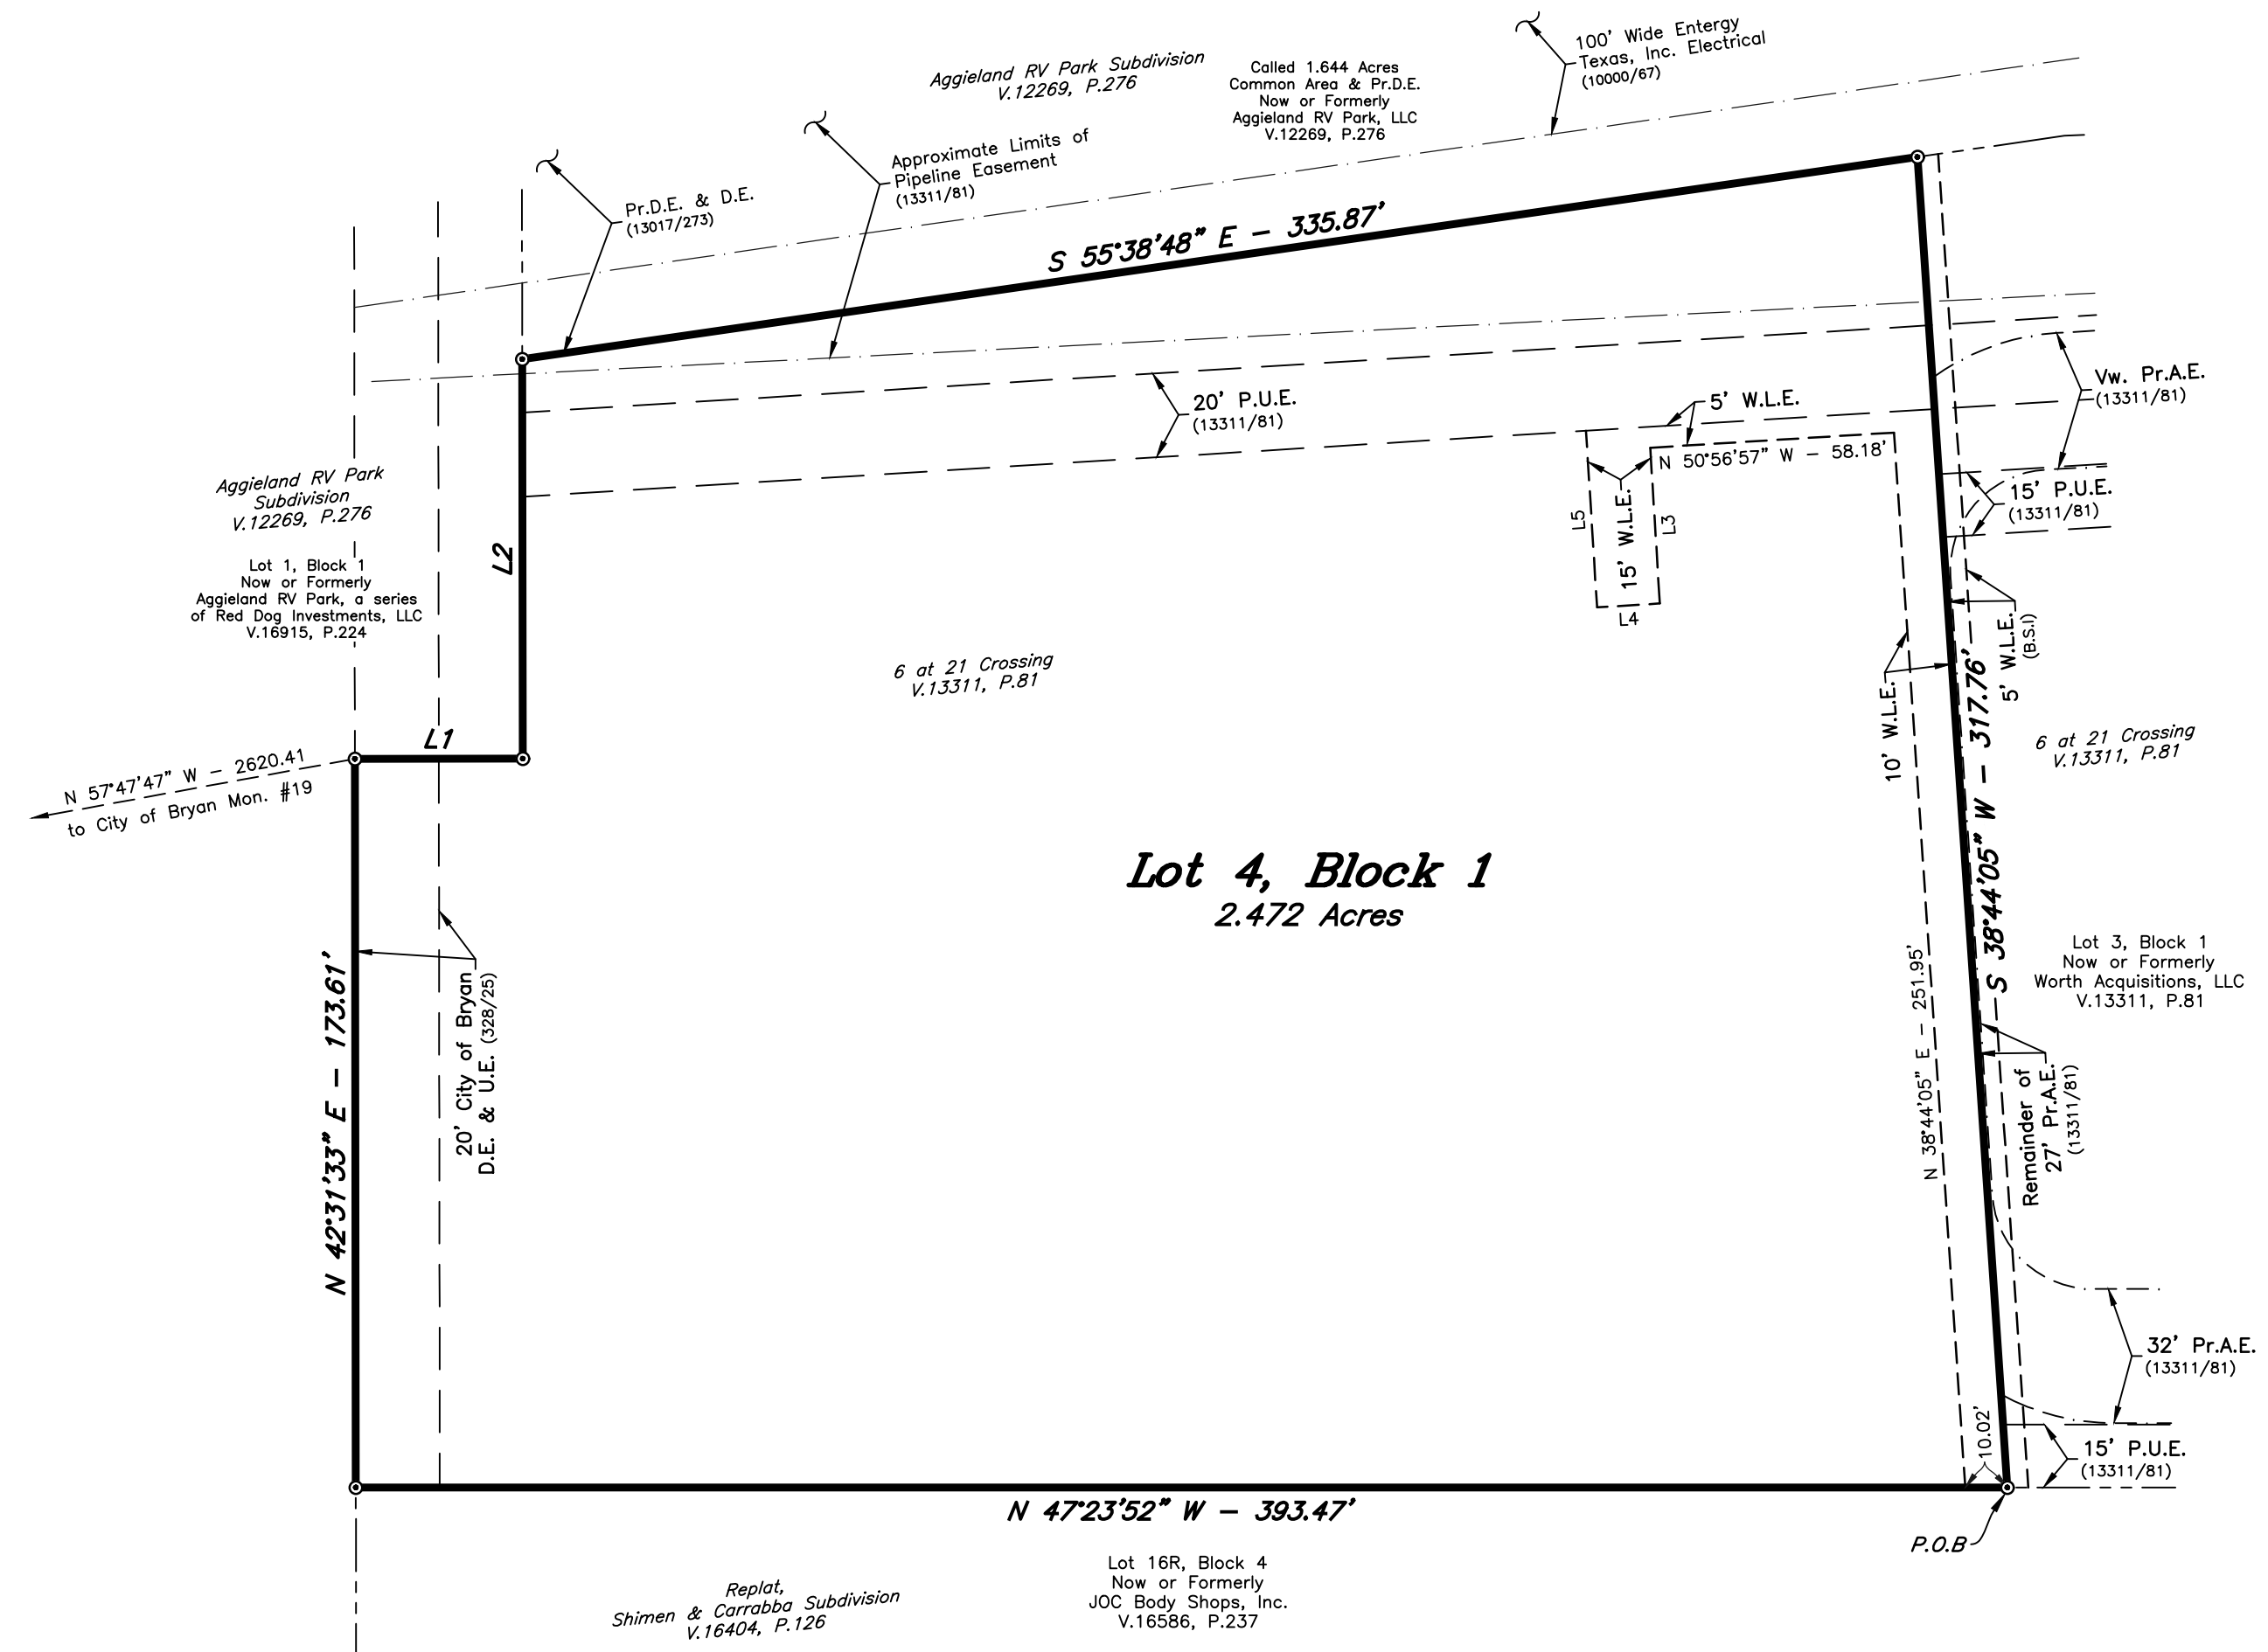 100' Wide Entergy
Texas, Inc. Electrical
(10000/67)
Aggieland RV Park Subdivision
V.12269, P.276
Called 1.644 Acres
Common Area & Pr.D.E.
Now or Formerly
Aggieland RV Park, LLC
V.12269, P.276
Approximate Limits of
Pipeline Easement
(13311/81)
Pr.D.E. & D.E.
(13017/273)
S 55°38'48" E - 335.87'
Vw. Pr.A.E.
(13311/81)
20' P.U.E.
(13311/81)
5' W.L.E.
N 50°56'57" W - 58.18'
15' P.U.E.
(13311/81)
L5
15' W.L.E.
L3
L4
Aggieland RV Park
Subdivision
V.12269, P.276
Lot 1, Block 1
Now or Formerly
Aggieland RV Park, a series
of Red Dog Investments, LLC
V.16915, P.224
L2
L1
6 at 21 Crossing
V.13311, P.81
5' W.L.E.
(B.S.I)
10' W.L.E.
S 38°44'05" W - 317.76'
6 at 21 Crossing
V.13311, P.81
N 57°47'47" W - 2620.41
to City of Bryan Mon. #19
Lot 4, Block 1
2.472 Acres
Lot 3, Block 1
Now or Formerly
Worth Acquisitions, LLC
V.13311, P.81
N 42°31'33" E - 173.61'
20' City of Bryan
D.E. & U.E. (328/25)
N 38°44'05" E - 251.95'
Remainder of
27' Pr.A.E.
(13311/81)
32' Pr.A.E.
(13311/81)
10.02'
15' P.U.E.
(13311/81)
N 47°23'52" W - 393.47'
P.O.B
Lot 16R, Block 4
Now or Formerly
JOC Body Shops, Inc.
V.16586, P.237
Replat,
Shimen & Carrabba Subdivision
V.16404, P.126